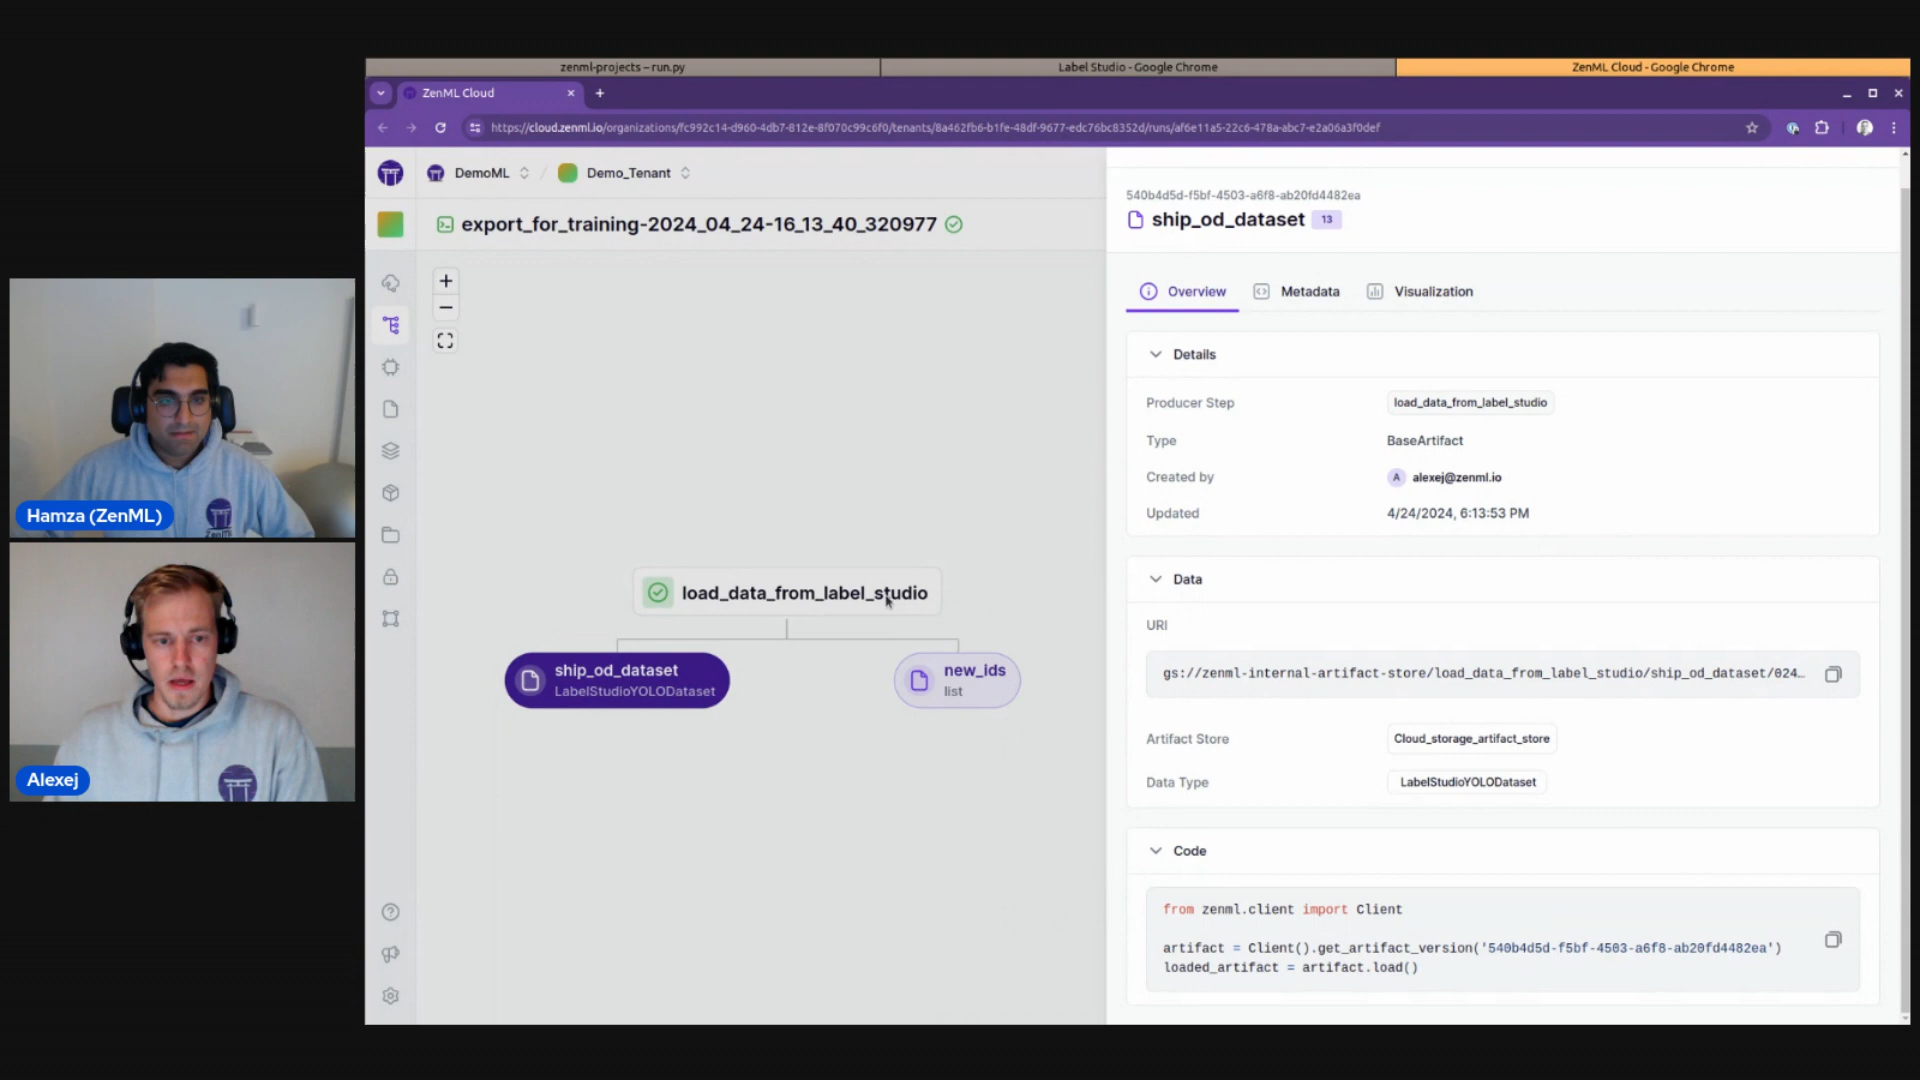 zenml-projects – run.py
Label Studio - Google Chrome
ZenML Cloud - Google Chrome
ZenML Cloud
https://cloud.zenml.io/organizations/fc992c14-d960-4db7-812e-8f070c99c6f0/tenants/8a462fb6-b1fe-48df-9677-edc76bc8352d/runs/af6e11a5-22c6-478a-abc7-e2a06a3f0def
DemoML / Demo_Tenant
export_for_training-2024_04_24-16_13_40_320977
load_data_from_label_studio
ship_od_dataset
LabelStudioYOLODataset
new_ids
list
540b4d5d-f5bf-4503-a6f8-ab20fd4482ea
ship_od_dataset 13
Overview Metadata Visualization
Details
Producer Step load_data_from_label_studio
Type BaseArtifact
Created by A alexej@zenml.io
Updated 4/24/2024, 6:13:53 PM
Data
URI
gs://zenml-internal-artifact-store/load_data_from_label_studio/ship_od_dataset/024…
Artifact Store Cloud_storage_artifact_store
Data Type LabelStudioYOLODataset
Code
from zenml.client import Client
artifact = Client().get_artifact_version('540b4d5d-f5bf-4503-a6f8-ab20fd4482ea')
loaded_artifact = artifact.load()
Hamza (ZenML)
Alexej